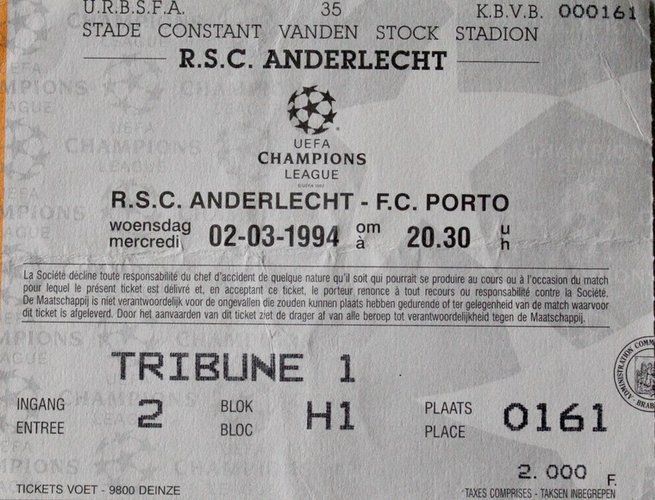 U.R.B.S.F.A. 35 K.B.V.B. 000161
STADE CONSTANT VANDEN STOCK STADION
R.S.C. ANDERLECHT
UEFA
CHAMPIONS
LEAGUE
R.S.C. ANDERLECHT - F.C. PORTO
woensdag
mercredi 02-03-1994 om
à 20.30 u
h
La Société décline toute responsabilité du chef d'accident de quelque nature qu'il soit qui pourrait se produire au cours ou à l'occasion du match
pour lequel le présent ticket est délivré et, en acceptant ce ticket, le porteur renonce à tout recours ou responsabilité contre la Société.
De Maatschappij is niet verantwoordelijk voor de ongevallen die zouden kunnen plaats hebben gedurende of ter gelegenheid van de match waarvoor
dit ticket is afgeleverd. Door het aanvaarden van dit ticket ziet de drager af van alle beroep tot verantwoordelijkheid tegen de Maatschappij.
TRIBUNE 1
INGANG
ENTREE 2 BLOK
BLOC H1 PLAATS
PLACE 0161
2.000 F.
TICKETS VOET - 9800 DEINZE TAXES COMPRISES - TAKSEN INBEGREPEN